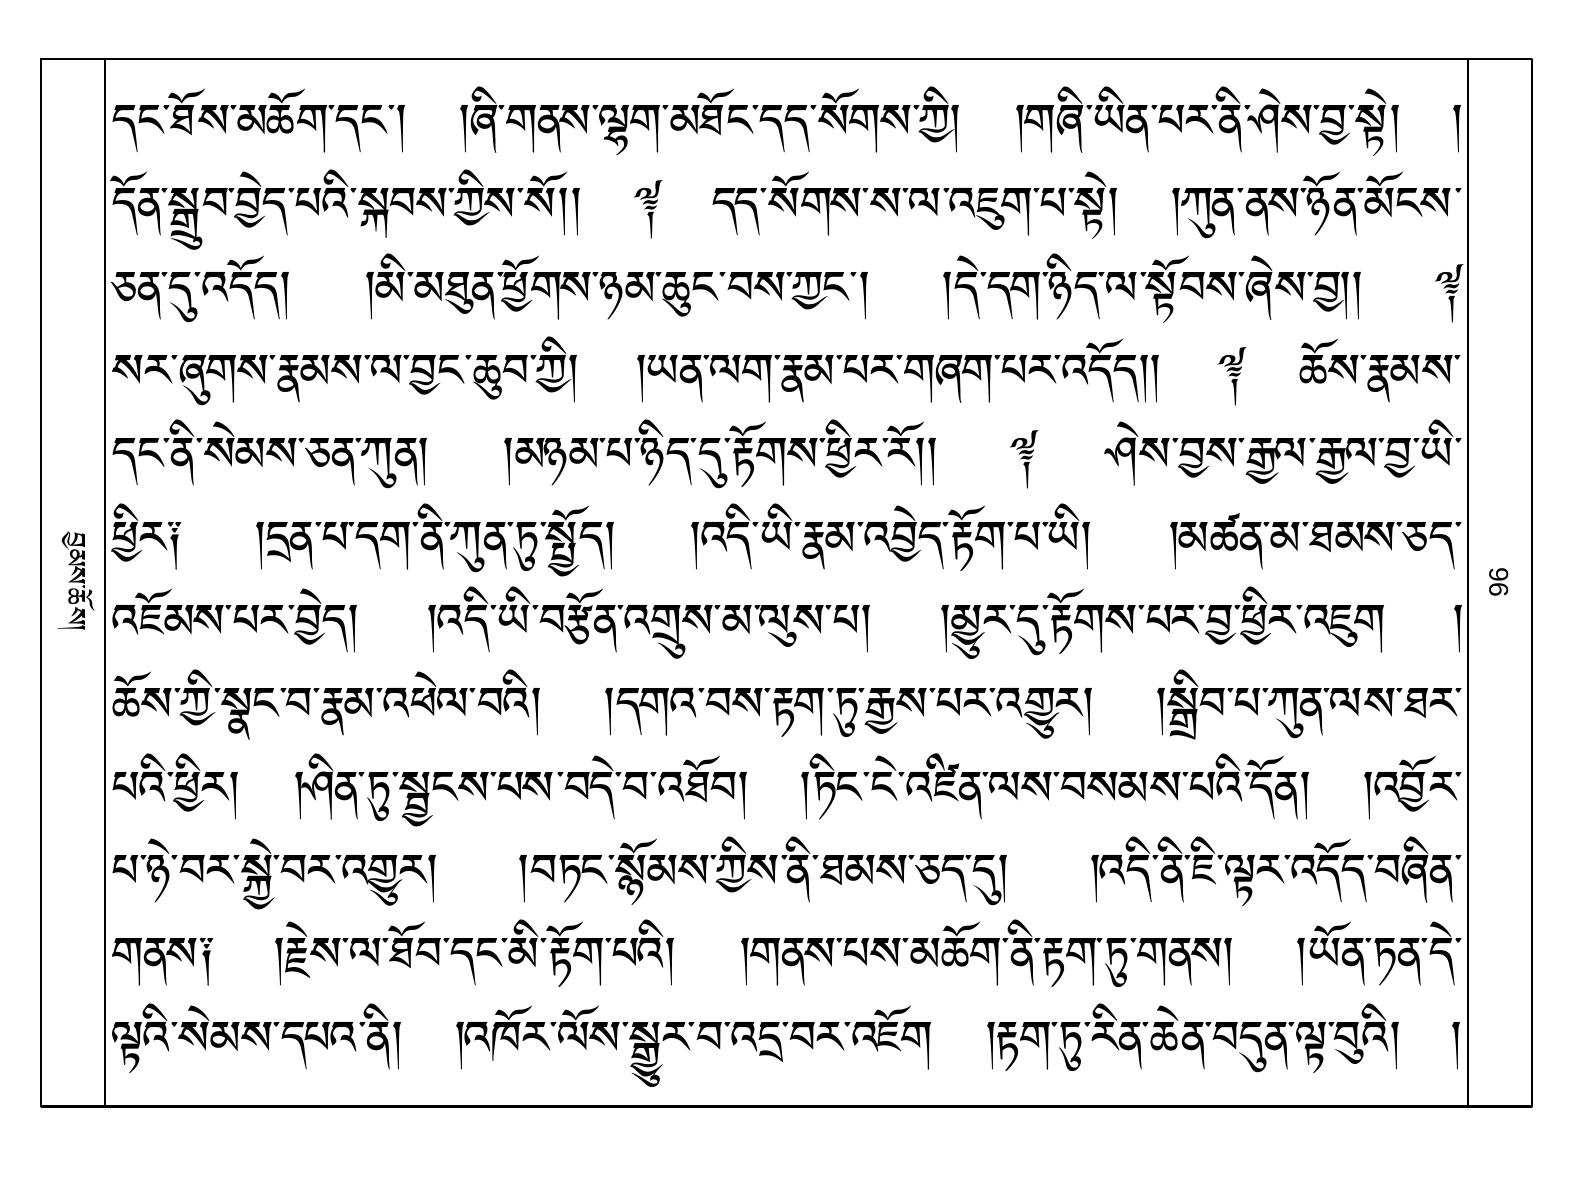 དང་ཐོས་མཆོག་དང་། །ཞི་གནས་ལྷག་མཐོང་དད་སོགས་ཀྱི། །གཞི་ཡིན་པར་ནི་ཤེས་བྱ་སྟེ། །
དོན་སྒྲུབ་བྱེད་པའི་སྐབས་ཀྱིས་སོ།། ༈ དད་སོགས་ས་ལ་འཇུག་པ་སྟེ། །ཀུན་ནས་ཉོན་མོངས་
ཅན་དུ་འདོད། །མི་མཐུན་ཕྱོགས་ཉམ་ཆུང་བས་ཀྱང་། །དེ་དག་ཉིད་ལ་སྟོབས་ཞེས་བྱ།། ༈
སར་ཞུགས་རྣམས་ལ་བྱང་ཆུབ་ཀྱི། །ཡན་ལག་རྣམ་པར་གཞག་པར་འདོད།། ༈ ཆོས་རྣམས་
དང་ནི་སེམས་ཅན་ཀུན། །མཉམ་པ་ཉིད་དུ་རྟོགས་ཕྱིར་རོ།། ༈ ཤེས་བྱས་རྒྱལ་རྒྱལ་བྱ་ཡི་
ཕྱིར༑ །དྲན་པ་དག་ནི་ཀུན་ཏུ་སྤྱོད། །འདི་ཡི་རྣམ་འབྱེད་རྟོག་པ་ཡི། །མཚན་མ་ཐམས་ཅད་
འཇོམས་པར་བྱེད། །འདི་ཡི་བརྩོན་འགྲུས་མ་ལུས་པ། །མྱུར་དུ་རྟོགས་པར་བྱ་ཕྱིར་འཇུག །
ཆོས་ཀྱི་སྣང་བ་རྣམ་འཕེལ་བའི། །དགའ་བས་རྟག་ཏུ་རྒྱས་པར་འགྱུར། །སྒྲིབ་པ་ཀུན་ལས་ཐར་
པའི་ཕྱིར། །ཤིན་ཏུ་སྦྱངས་པས་བདེ་བ་འཐོབ། །ཏིང་ངེ་འཛིན་ལས་བསམས་པའི་དོན། །འབྱོར་
པ་ཉེ་བར་སྐྱེ་བར་འགྱུར། །བཏང་སྙོམས་ཀྱིས་ནི་ཐམས་ཅད་དུ། །འདི་ནི་ཇི་ལྟར་འདོད་བཞིན་
གནས༑ །རྗེས་ལ་ཐོབ་དང་མི་རྟོག་པའི། །གནས་པས་མཆོག་ནི་རྟག་ཏུ་གནས། །ཡོན་ཏན་དེ་
ལྟའི་སེམས་དཔའ་ནི། །འཁོར་ལོས་སྒྱུར་བ་འདྲ་བར་འཇོག །རྟག་ཏུ་རིན་ཆེན་བདུན་ལྟ་བུའི། །
བྱམས་ཆོས།
96